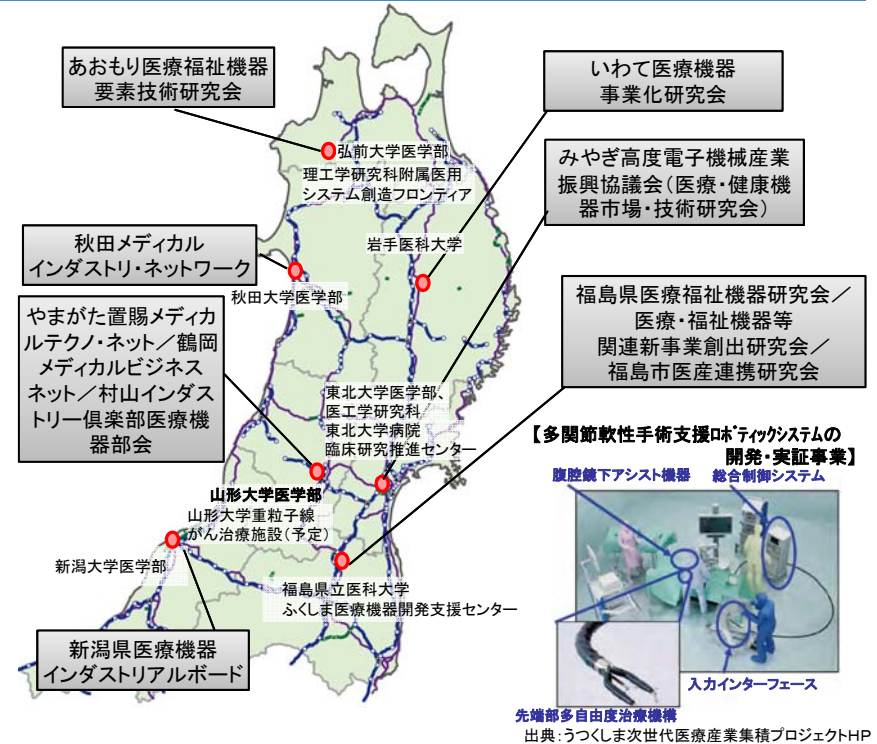 あおもり医療福祉機器
要素技術研究会
いわて医療機器
事業化研究会
弘前大学医学部
理工学研究科附属医用
システム創造フロンティア
みやぎ高度電子機械産業
振興協議会(医療・健康機
器市場・技術研究会)
秋田メディカル
インダストリ・ネットワーク
岩手医科大学
秋田大学医学部
福島県医療福祉機器研究会/
医療・福祉機器等
関連新事業創出研究会/
福島市医産連携研究会
やまがた置賜メディカ
ルテクノ・ネット/鶴岡
メディカルビジネス
ネット/村山インダス
トリー倶楽部医療機
器部会
東北大学医学部、
医工学研究科/
東北大学病院
臨床研究推進センター
山形大学医学部
山形大学重粒子線
がん治療施設(予定)
新潟大学医学部
福島県立医科大学
ふくしま医療機器開発支援センター
新潟県医療機器
インダストリアルボード
【多関節軟性手術支援ロボティックシステムの
開発・実証事業】
腹腔鏡下アシスト機器
総合制御システム
入力インターフェース
先端部多自由度治療機構
出典:うつくしま次世代医療産業集積プロジェクトHP